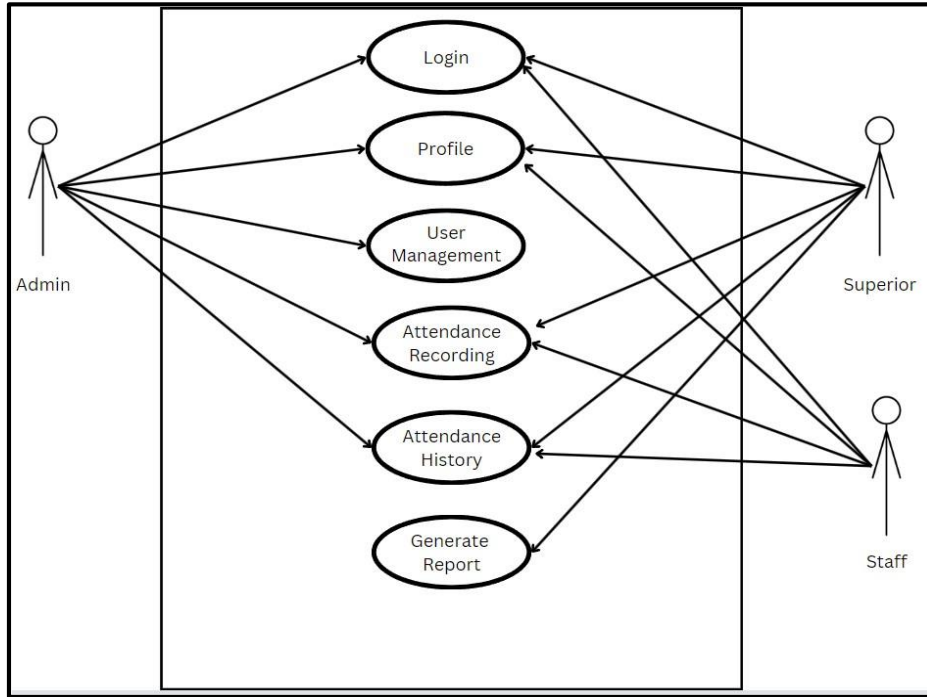 Login
Profile
User
Management
Admin
Superior
Attendance
Recording
Attendance
History
Generate
Report
Staff